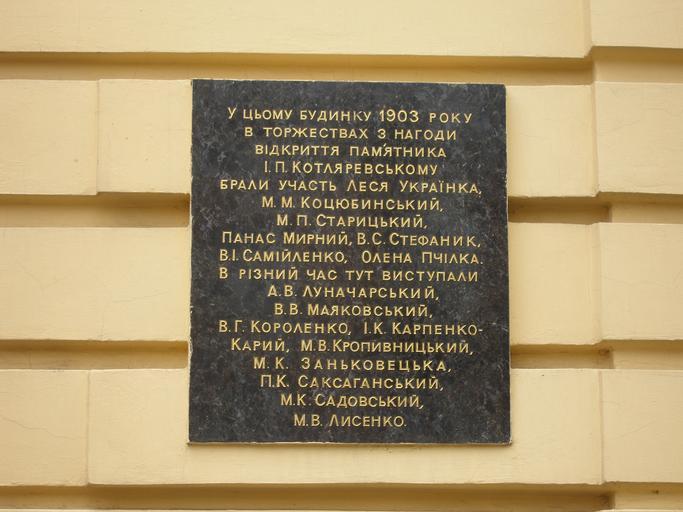 У ЦЬОМУ БУДИНКУ 1903 РОКУ
В ТОРЖЕСТВАХ З НАГОДИ
ВІДКРИТТЯ ПАМ'ЯТНИКА
І.П. КОТЛЯРЕВСЬКОМУ
БРАЛИ УЧАСТЬ ЛЕСЯ УКРАЇНКА,
М.М. КОЦЮБИНСЬКИЙ,
М.П. СТАРИЦЬКИЙ,
ПАНАС МИРНИЙ, В.С. СТЕФАНИК,
В.І. САМІЙЛЕНКО, ОЛЕНА ПЧІЛКА.
В РІЗНИЙ ЧАС ТУТ ВИСТУПАЛИ
А.В. ЛУНАЧАРСЬКИЙ,
В.В. МАЯКОВСЬКИЙ,
В.Г. КОРОЛЕНКО, І.К. КАРПЕНКО-
КАРИЙ, М.В. КРОПИВНИЦЬКИЙ,
М.К. ЗАНЬКОВЕЦЬКА,
П.К. САКСАГАНСЬКИЙ,
М.К. САДОВСЬКИЙ,
М.В. ЛИСЕНКО.